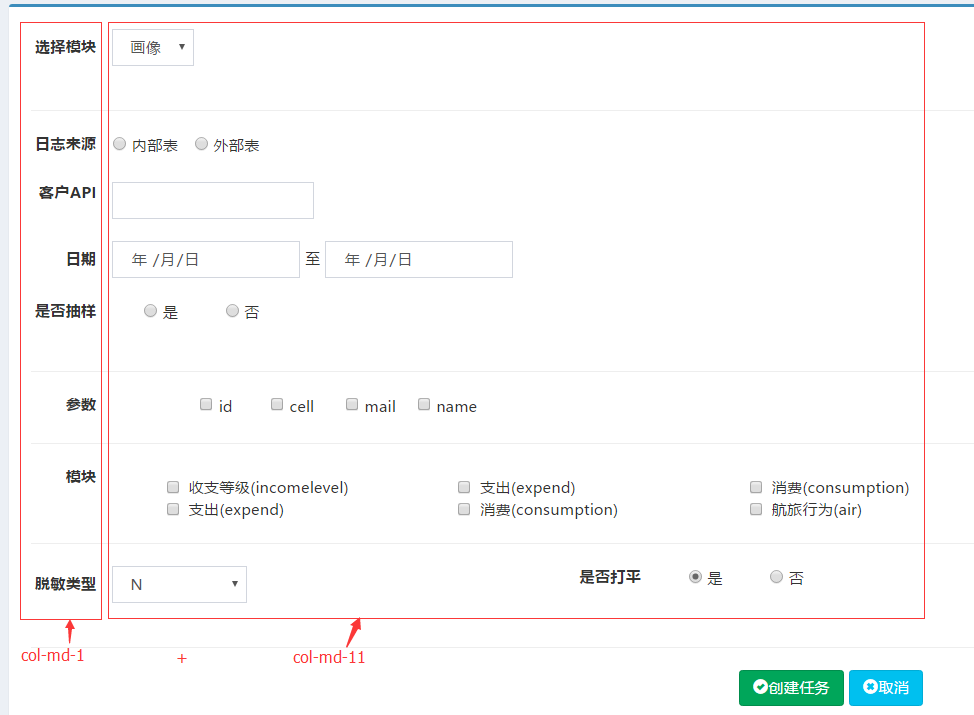 选择模块 画像
日志来源 内部表 外部表
客户API
日期 年 /月/日 至 年 /月/日
是否抽样 是 否
参数 id cell mail name
模块 收支等级(incomelevel) 支出(expend) 消费(consumption)
支出(expend) 消费(consumption) 航旅行为(air)
脱敏类型 N 是否打平 是 否
col-md-1 + col-md-11
创建任务 取消